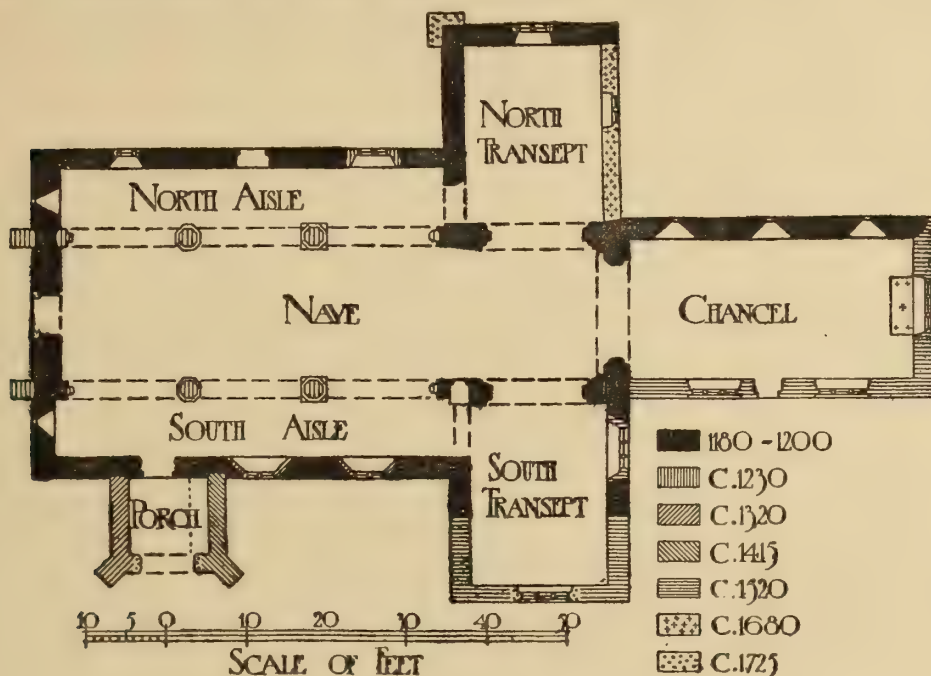 NORTH
TRANSEPT
NORTH AISLE
NAVE
CHANCEL
SOUTH AISLE
SOUTH
TRANSEPT
PORCH
1180 -1200
C.1230
C.1320
C.1415
C.1520
C.1680
C.1725
10 5 0 10 20 30 40 50
SCALE OF FEET